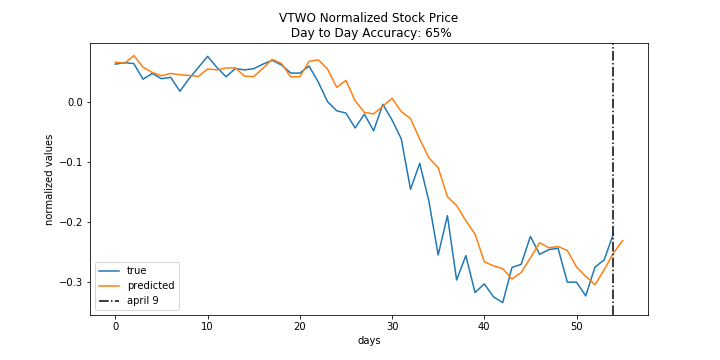 VTWO Normalized Stock Price
Day to Day Accuracy: 65%
normalized values
0.0
−0.1
−0.2
−0.3
true
predicted
april 9
0 10 20 30 40 50
days